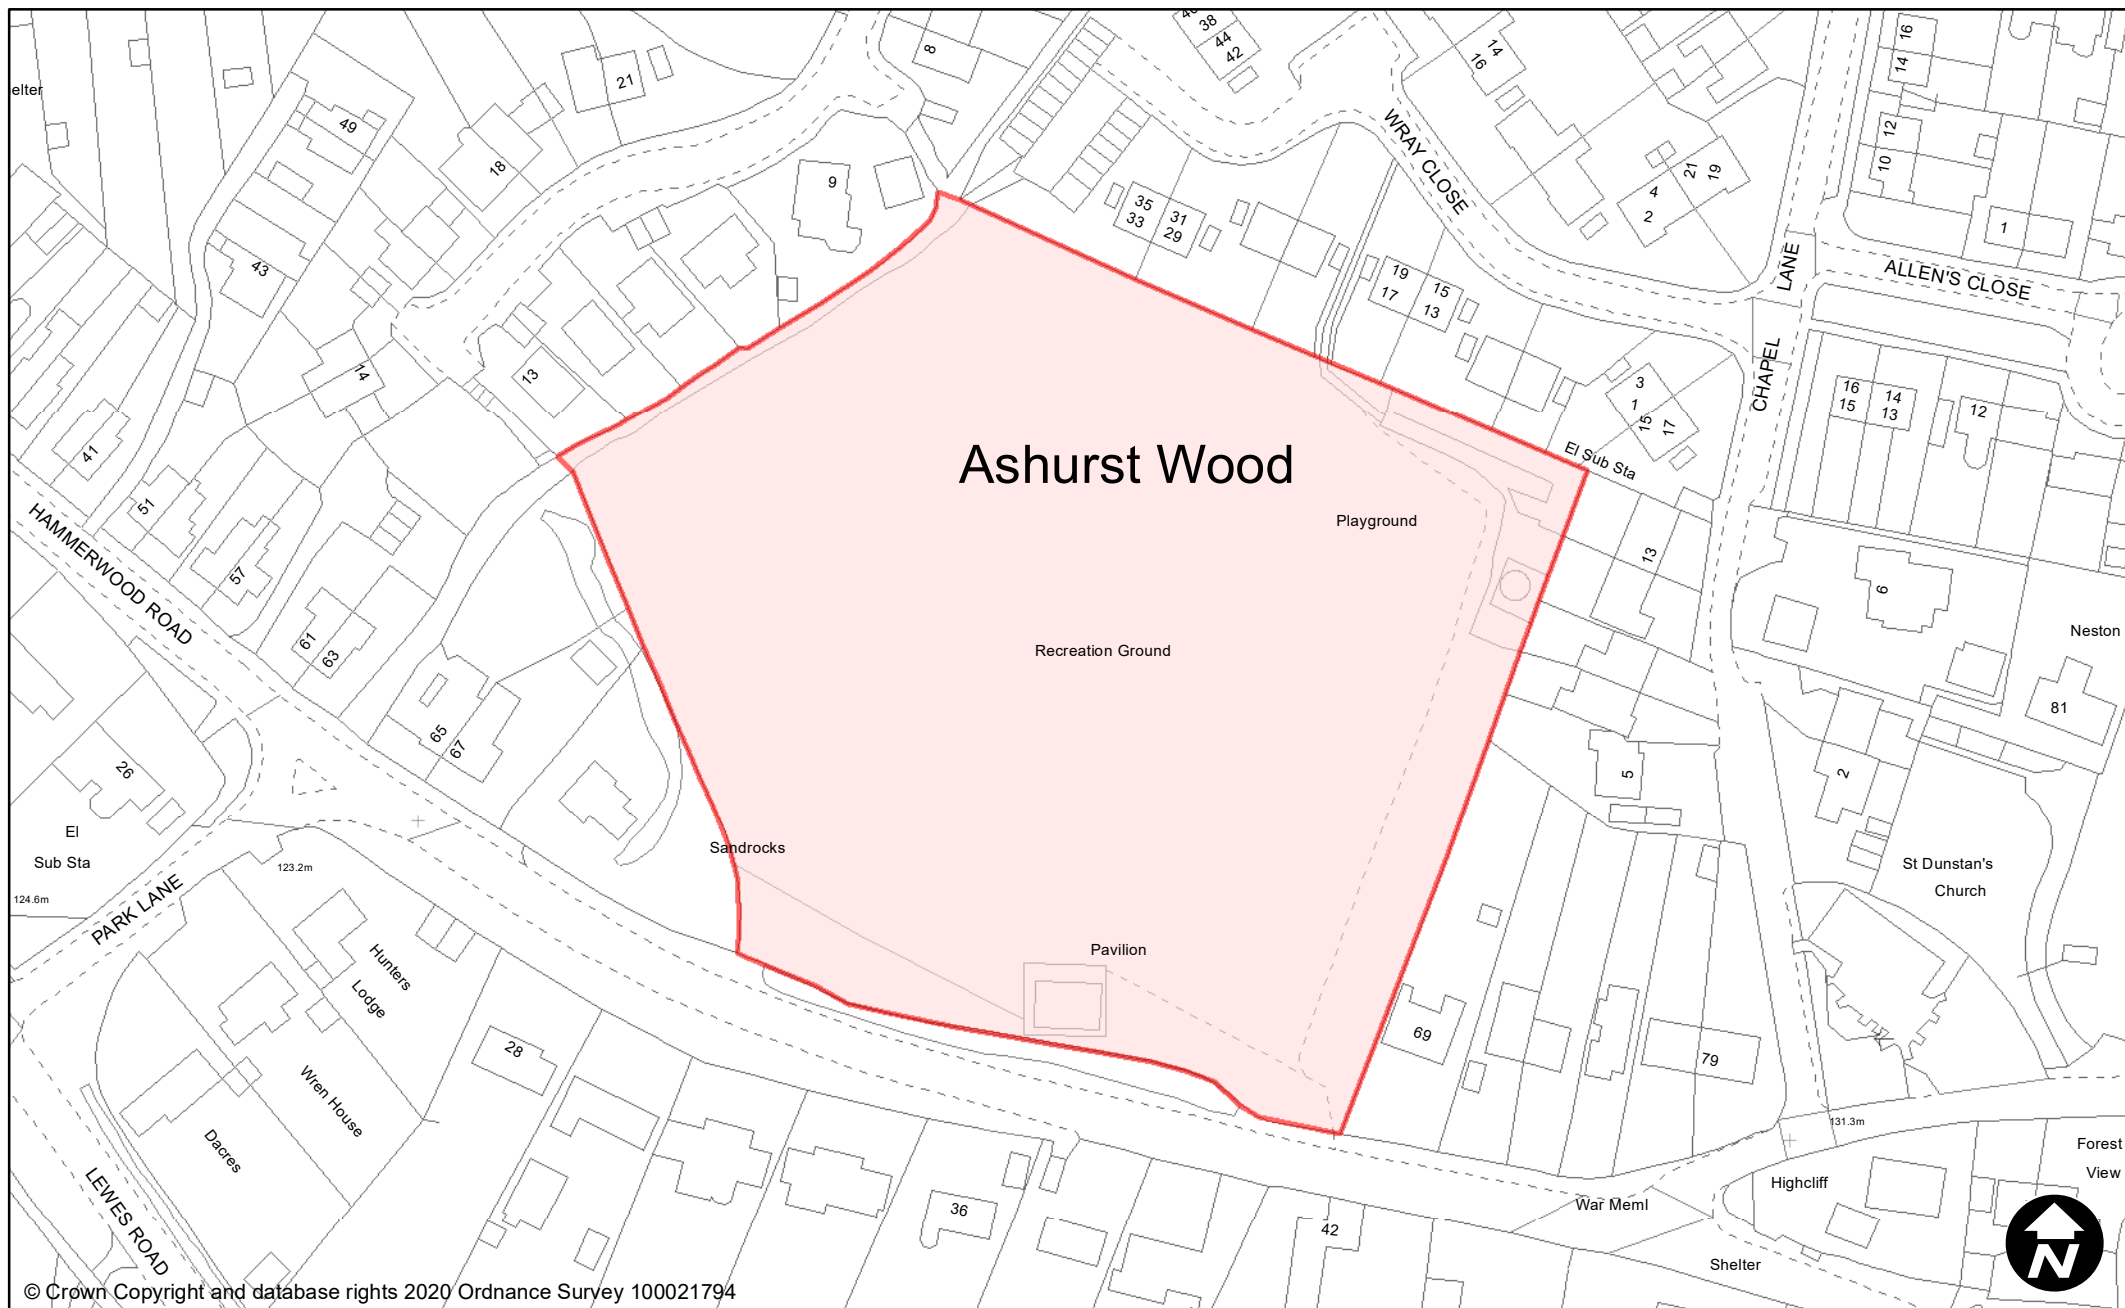 elter
49
21
8
38
44
42
14
16
16
14
18
9
WRAY CLOSE
12
10
21
19
4
2
35
33
31
29
1
43
LANE
ALLEN'S CLOSE
19
17
15
13
14
13
3
1
15
17
CHAPEL
16
15
14
13
12
41
El Sub Sta
Ashurst Wood
51
HAMMERWOOD ROAD
Playground
13
57
6
Neston
61
63
Recreation Ground
81
65
67
26
5
2
El
Sub Sta
Sandrocks
123.2m
St Dunstan's
Church
124.6m
PARK LANE
Pavilion
Hunters
Lodge
69
79
28
Wren House
131.3m
Dacres
Forest
View
LEWES ROAD
Highcliff
War Meml
36
42
Shelter
N
© Crown Copyright and database rights 2020 Ordnance Survey 100021794